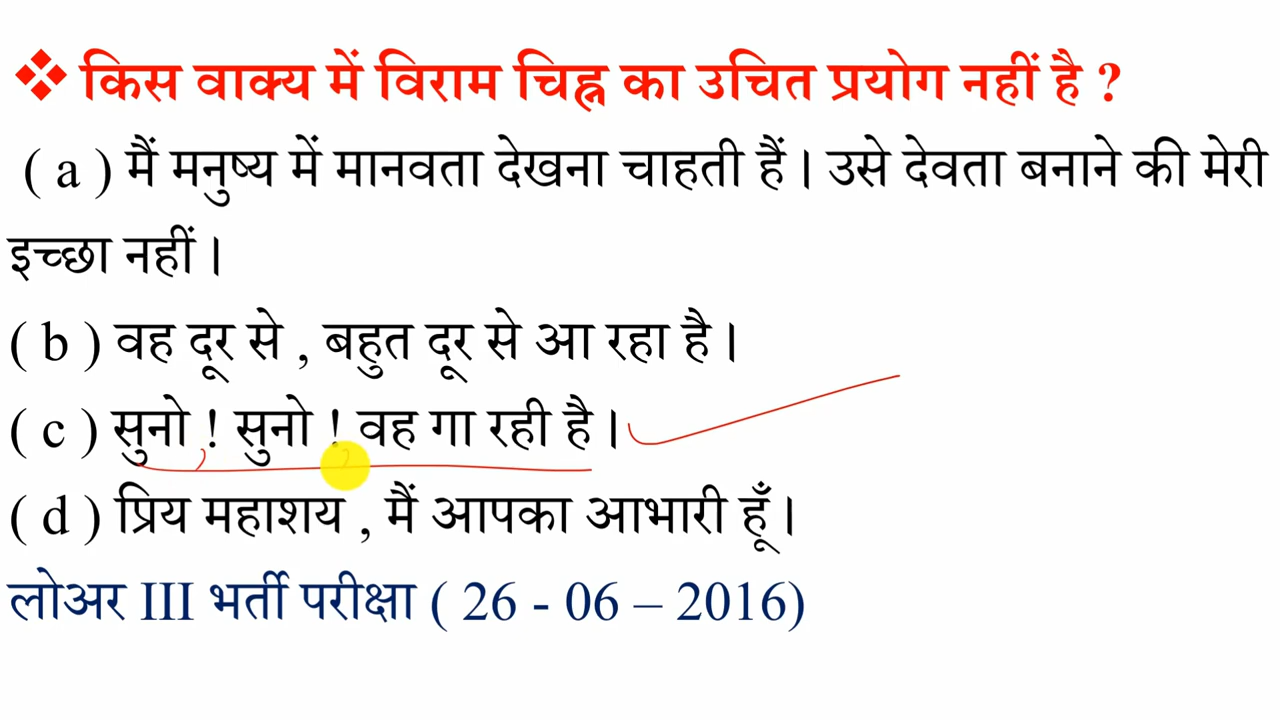 ❖ किस वाक्य में विराम चिह्न का उचित प्रयोग नहीं है ?
( a ) मैं मनुष्य में मानवता देखना चाहती हैं। उसे देवता बनाने की मेरी
इच्छा नहीं।
( b ) वह दूर से , बहुत दूर से आ रहा है।
( c ) सुनो ! सुनो ! वह गा रही है।
( d ) प्रिय महाशय , मैं आपका आभारी हूँ।
लोअर III भर्ती परीक्षा ( 26 - 06 – 2016)